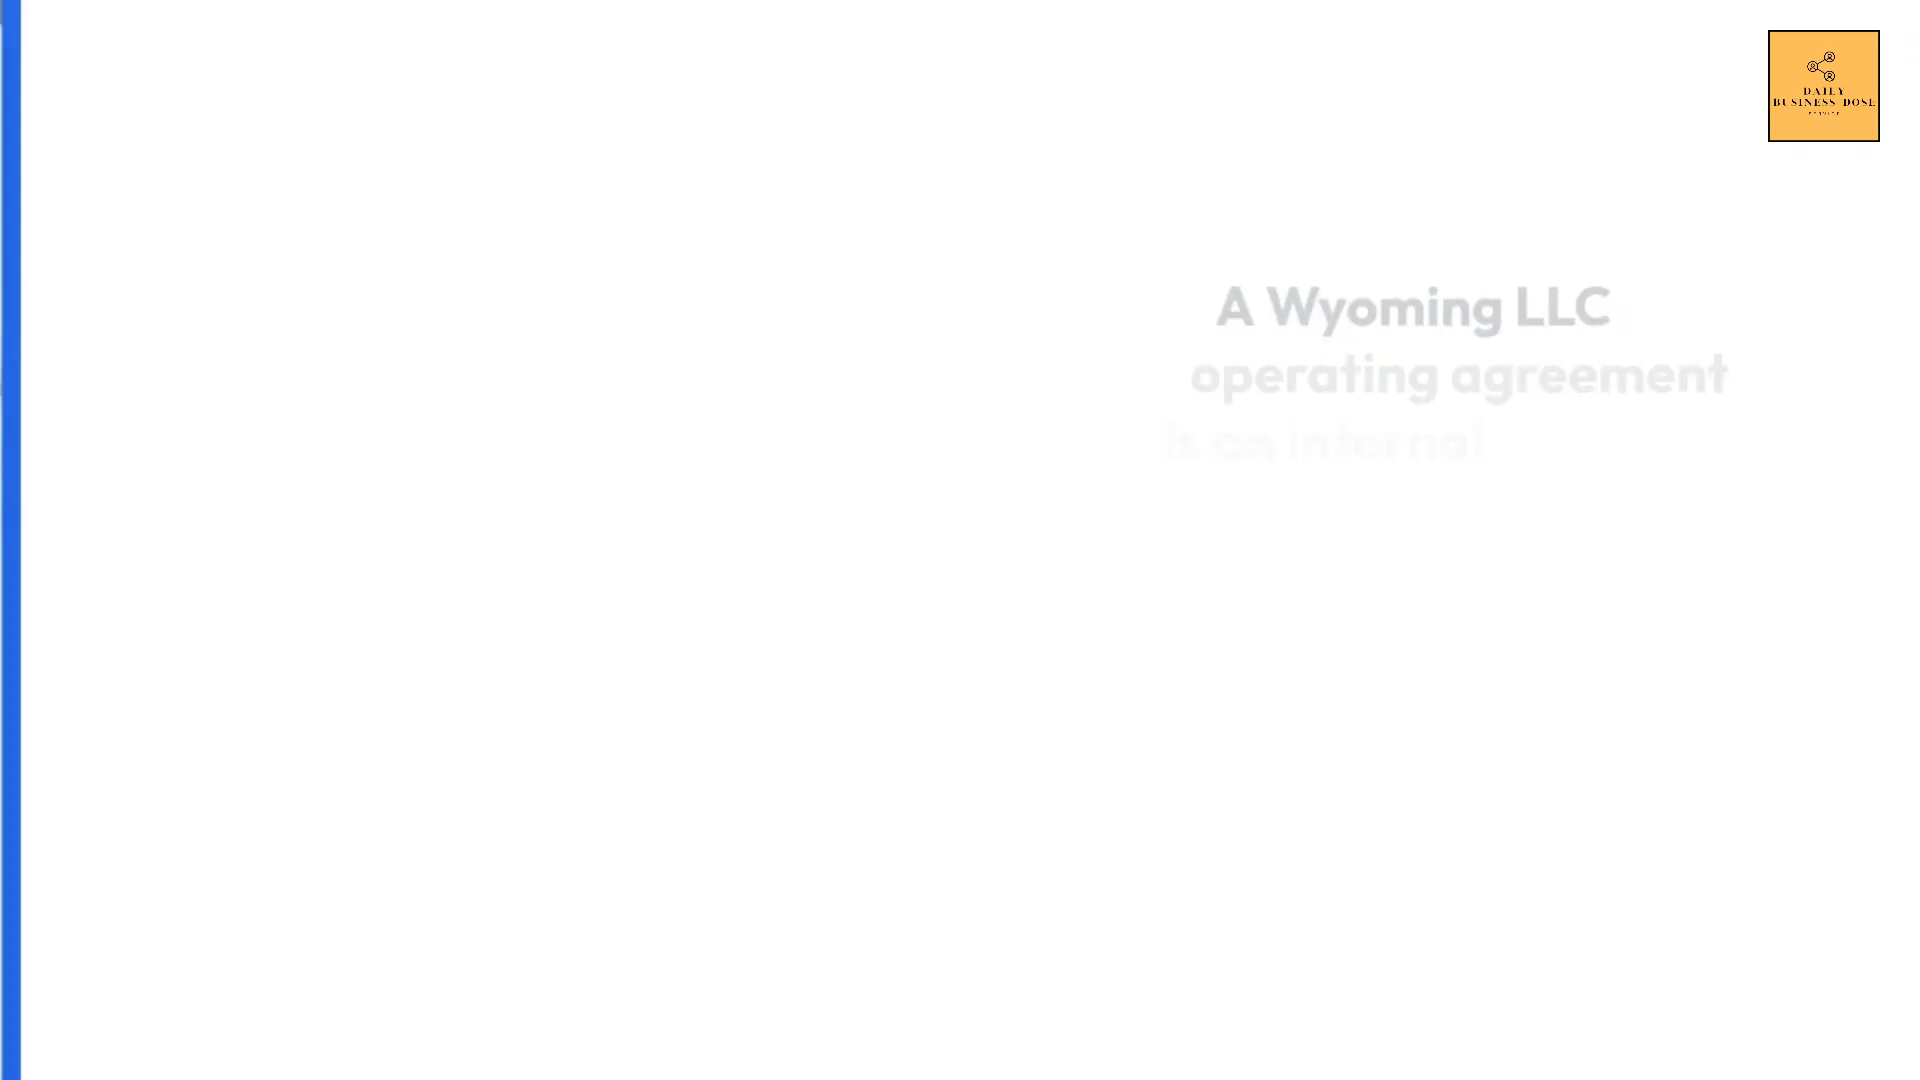 DAILY
BUSINESS DOSE
A Wyoming LLC
operating agreement
is an internal